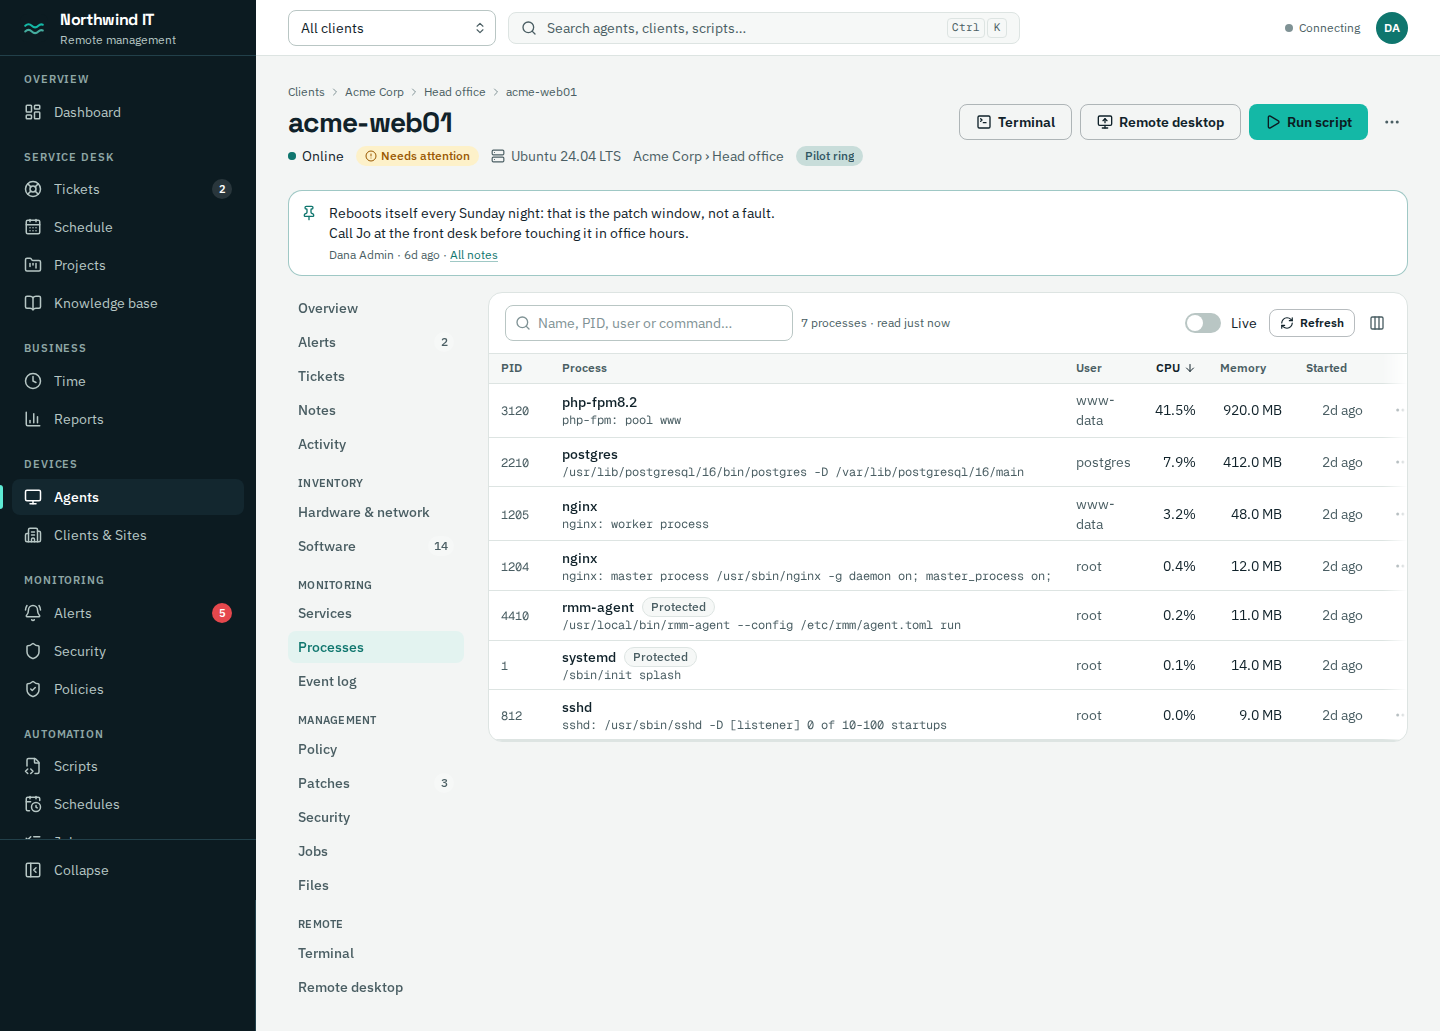 Northwind IT
Remote management
OVERVIEW
Dashboard
SERVICE DESK
Tickets 2
Schedule
Projects
Knowledge base
BUSINESS
Time
Reports
DEVICES
Agents
Clients & Sites
MONITORING
Alerts 5
Security
Policies
AUTOMATION
Scripts
Schedules
Collapse
All clients
Search agents, clients, scripts...
Ctrl K
Connecting
DA
Clients > Acme Corp > Head office > acme-web01
acme-web01
Terminal
Remote desktop
Run script
Online
Needs attention
Ubuntu 24.04 LTS
Acme Corp › Head office
Pilot ring
Reboots itself every Sunday night: that is the patch window, not a fault.
Call Jo at the front desk before touching it in office hours.
Dana Admin · 6d ago · All notes
Overview
Alerts 2
Tickets
Notes
Activity
INVENTORY
Hardware & network
Software 14
MONITORING
Services
Processes
Event log
MANAGEMENT
Policy
Patches 3
Security
Jobs
Files
REMOTE
Terminal
Remote desktop
Name, PID, user or command...
7 processes · read just now
Live
Refresh
PID Process User CPU ↓ Memory Started
3120 php-fpm8.2 www-data 41.5% 920.0 MB 2d ago
php-fpm: pool www
2210 postgres postgres 7.9% 412.0 MB 2d ago
/usr/lib/postgresql/16/bin/postgres -D /var/lib/postgresql/16/main
1205 nginx www-data 3.2% 48.0 MB 2d ago
nginx: worker process
1204 nginx root 0.4% 12.0 MB 2d ago
nginx: master process /usr/sbin/nginx -g daemon on; master_process on;
4410 rmm-agent Protected root 0.2% 11.0 MB 2d ago
/usr/local/bin/rmm-agent --config /etc/rmm/agent.toml run
1 systemd Protected root 0.1% 14.0 MB 2d ago
/sbin/init splash
812 sshd root 0.0% 9.0 MB 2d ago
sshd: /usr/sbin/sshd -D [listener] 0 of 10-100 startups